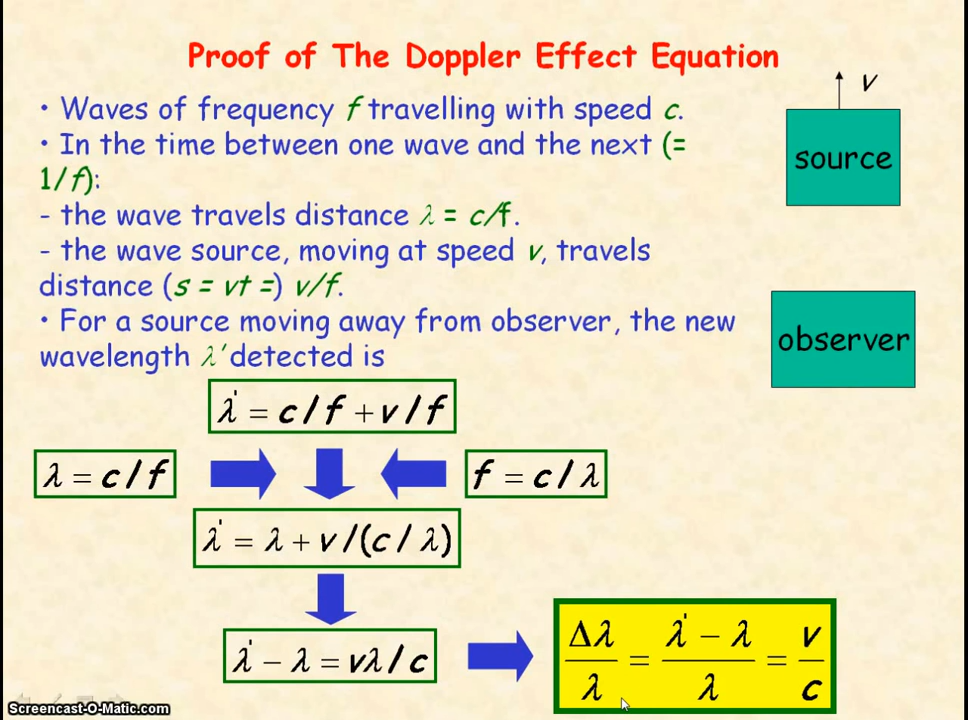 Proof of The Doppler Effect Equation
v
source
• Waves of frequency f travelling with speed c.
• In the time between one wave and the next (=
1/f):
- the wave travels distance λ = c/f.
- the wave source, moving at speed v, travels
distance (s = vt =) v/f.
• For a source moving away from observer, the new
wavelength λ’ detected is
observer
λ' = c / f + v / f
λ = c / f
f = c / λ
λ' = λ + v / (c / λ)
λ' − λ = vλ / c
Δλ / λ = (λ' − λ) / λ = v / c
Screencast-O-Matic.com